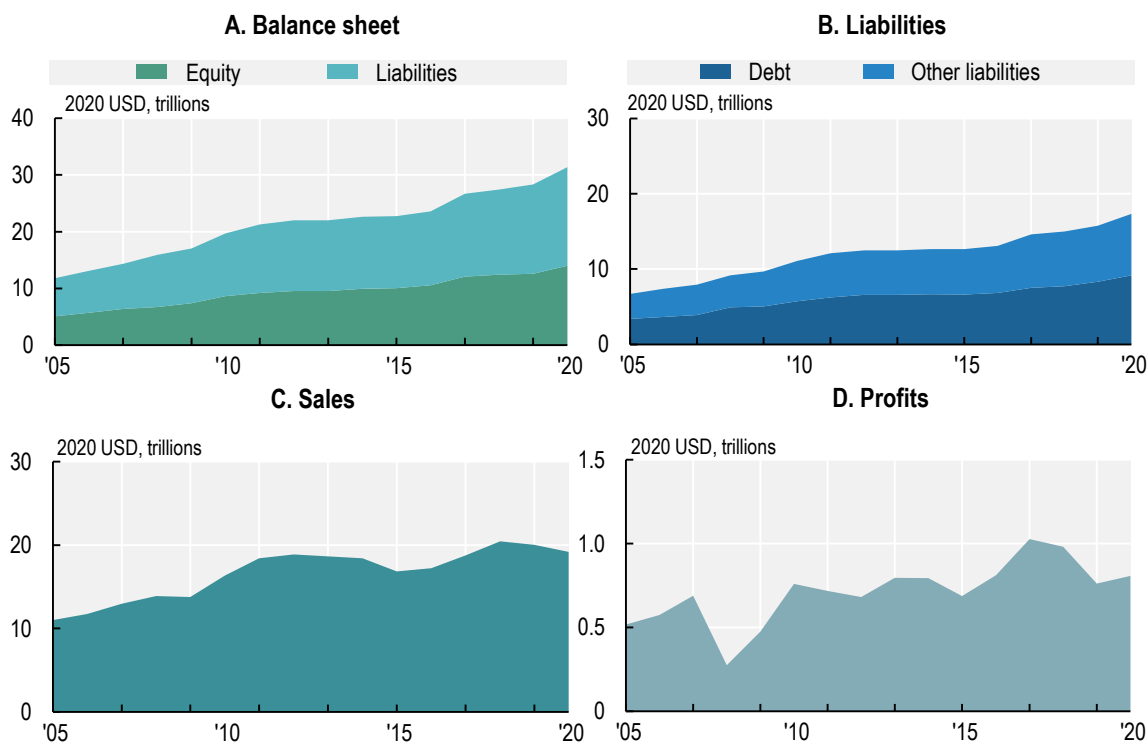 A. Balance sheet
Equity Liabilities
2020 USD, trillions
40
30
20
10
0
'05 '10 '15 '20
B. Liabilities
Debt Other liabilities
2020 USD, trillions
30
20
10
0
'05 '10 '15 '20
C. Sales
2020 USD, trillions
30
20
10
0
'05 '10 '15 '20
D. Profits
2020 USD, trillions
1.5
1.0
0.5
0
'05 '10 '15 '20